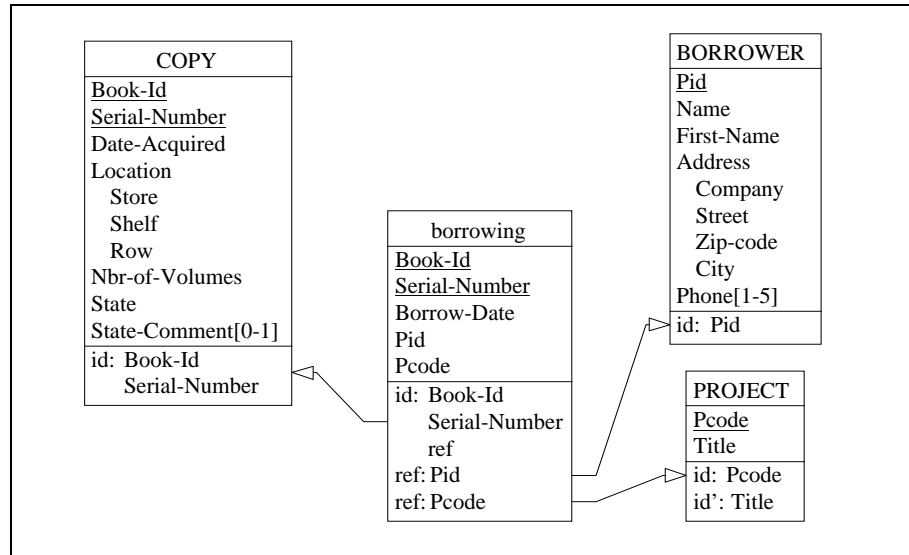 COPY
Book-Id
Serial-Number
Date-Acquired
Location
Store
Shelf
Row
Nbr-of-Volumes
State
State-Comment[0-1]
id: Book-Id
Serial-Number
borrowing
Book-Id
Serial-Number
Borrow-Date
Pid
Pcode
id: Book-Id
Serial-Number
ref
ref: Pid
ref: Pcode
BORROWER
Pid
Name
First-Name
Address
Company
Street
Zip-code
City
Phone[1-5]
id: Pid
PROJECT
Pcode
Title
id: Pcode
id’: Title